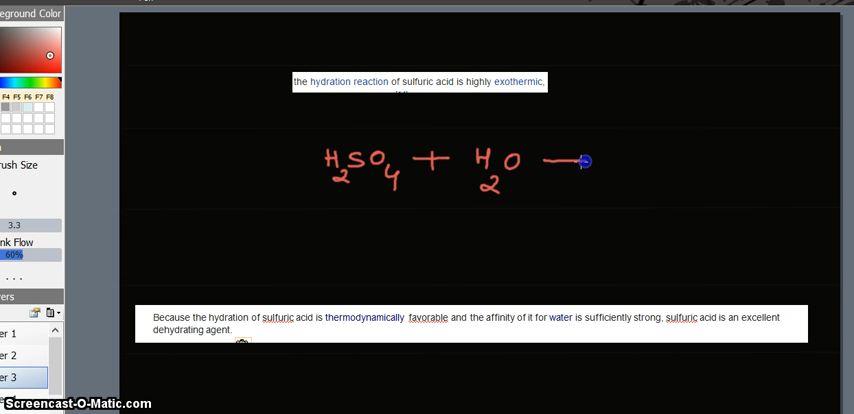 eground Color
F4 F5 F6 F7 F8
rush Size
3.3
nk Flow
60%
...
yers
er 1
er 2
er 3
the hydration reaction of sulfuric acid is highly exothermic,
H2SO4 + H2O —
Because the hydration of sulfuric acid is thermodynamically favorable and the affinity of it for water is sufficiently strong, sulfuric acid is an excellent
dehydrating agent.
Screencast-O-Matic.com